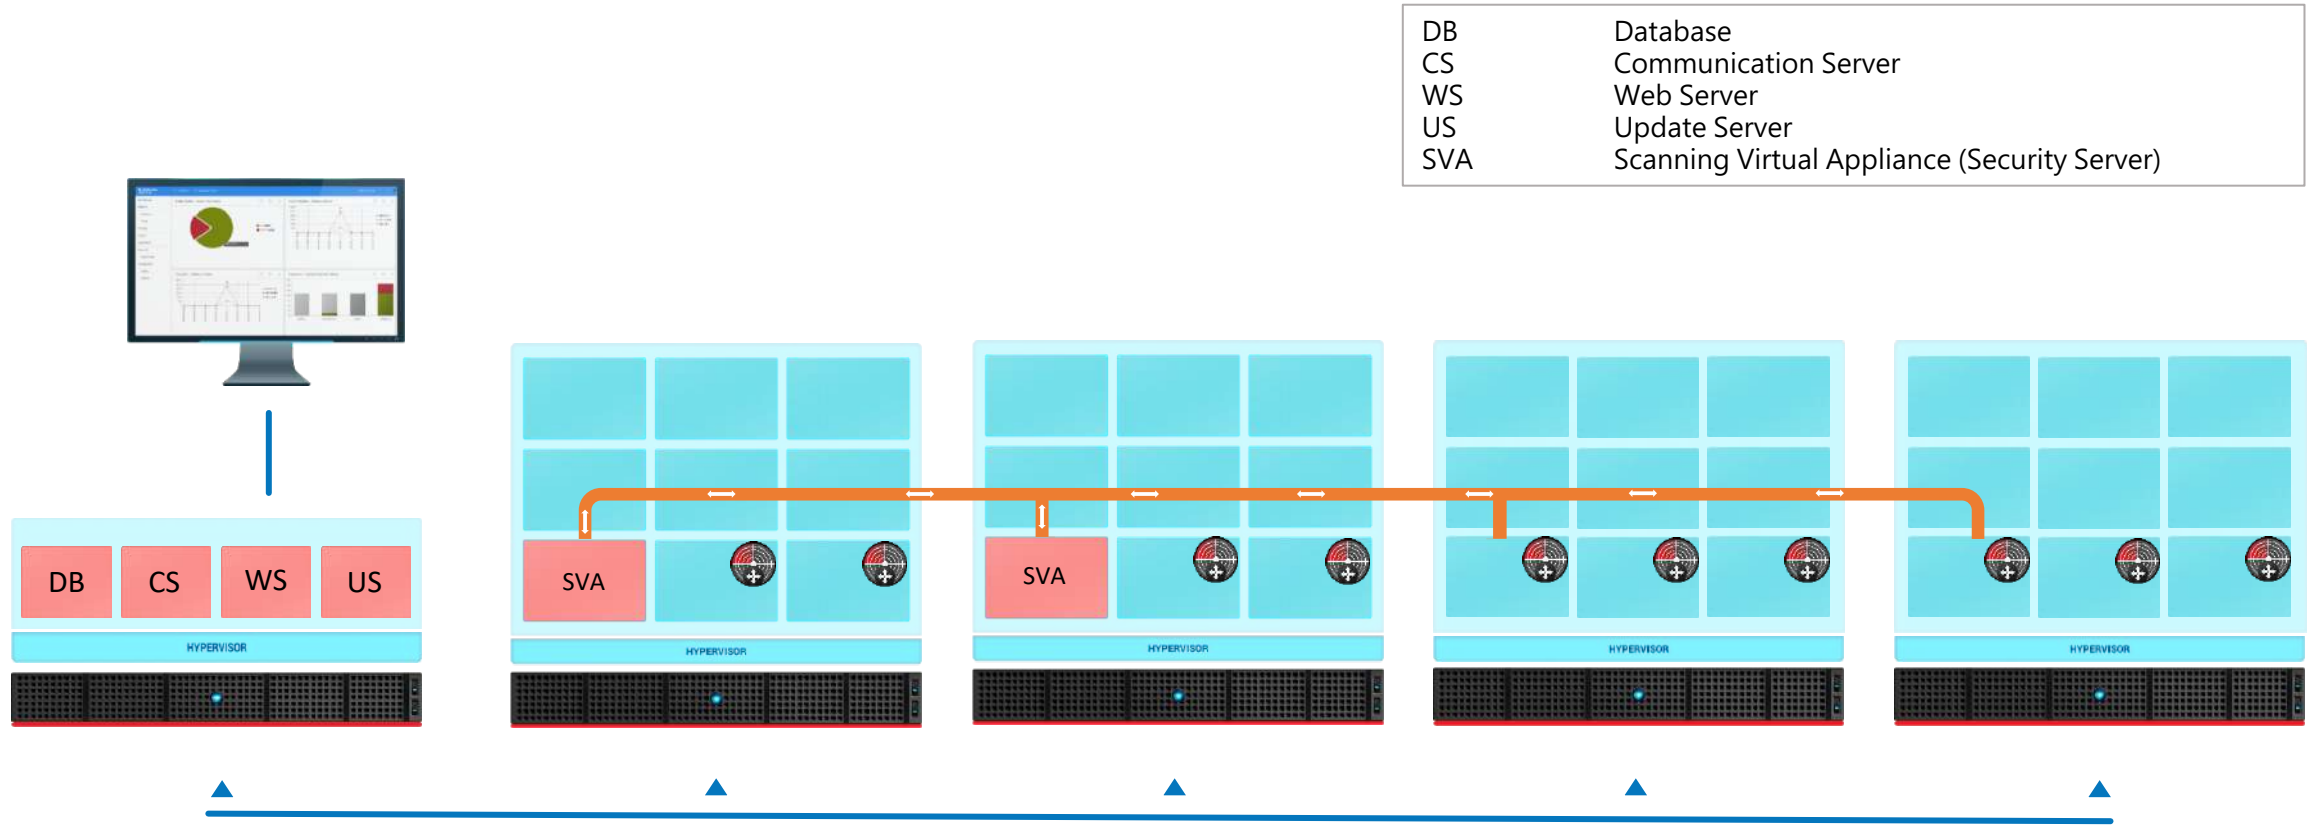 DB Database
CS Communication Server
WS Web Server
US Update Server
SVA Scanning Virtual Appliance (Security Server)
DB CS WS US
SVA
SVA
HYPERVISOR
HYPERVISOR
HYPERVISOR
HYPERVISOR
HYPERVISOR